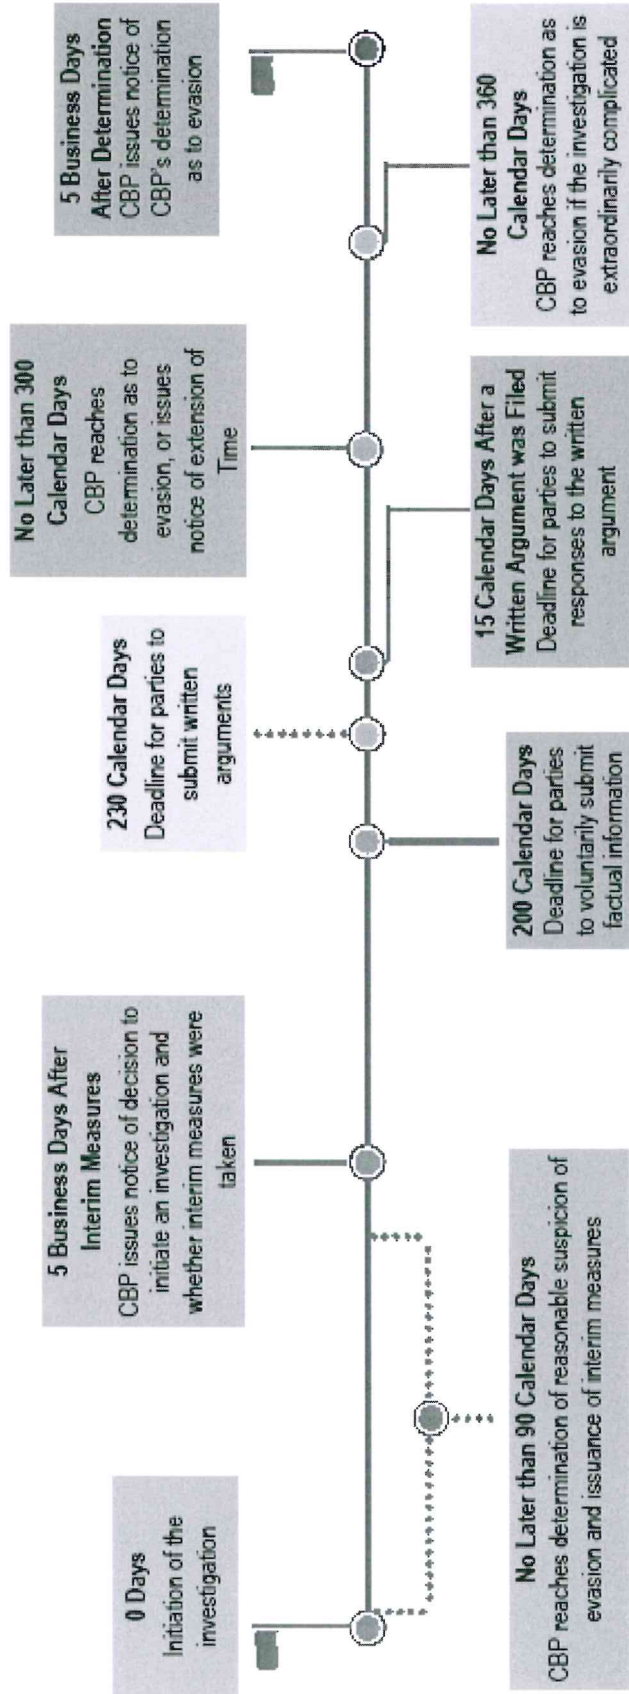 0 Days
Initiation of the
investigation
No Later than 90 Calendar Days
CBP reaches determination of reasonable suspicion of
evasion and issuance of interim measures
5 Business Days After
Interim Measures
CBP issues notice of decision to
initiate an investigation and
whether interim measures were
taken
200 Calendar Days
Deadline for parties
to voluntarily submit
factual information
230 Calendar Days
Deadline for parties to
submit written
arguments
15 Calendar Days After a
Written Argument was Filed
Deadline for parties to submit
responses to the written
argument
No Later than 300
Calendar Days
CBP reaches
determination as to
evasion, or issues
notice of extension of
Time
No Later than 360
Calendar Days
CBP reaches determination as
to evasion if the investigation is
extraordinarily complicated
5 Business Days
After Determination
CBP issues notice of
CBP's determination
as to evasion